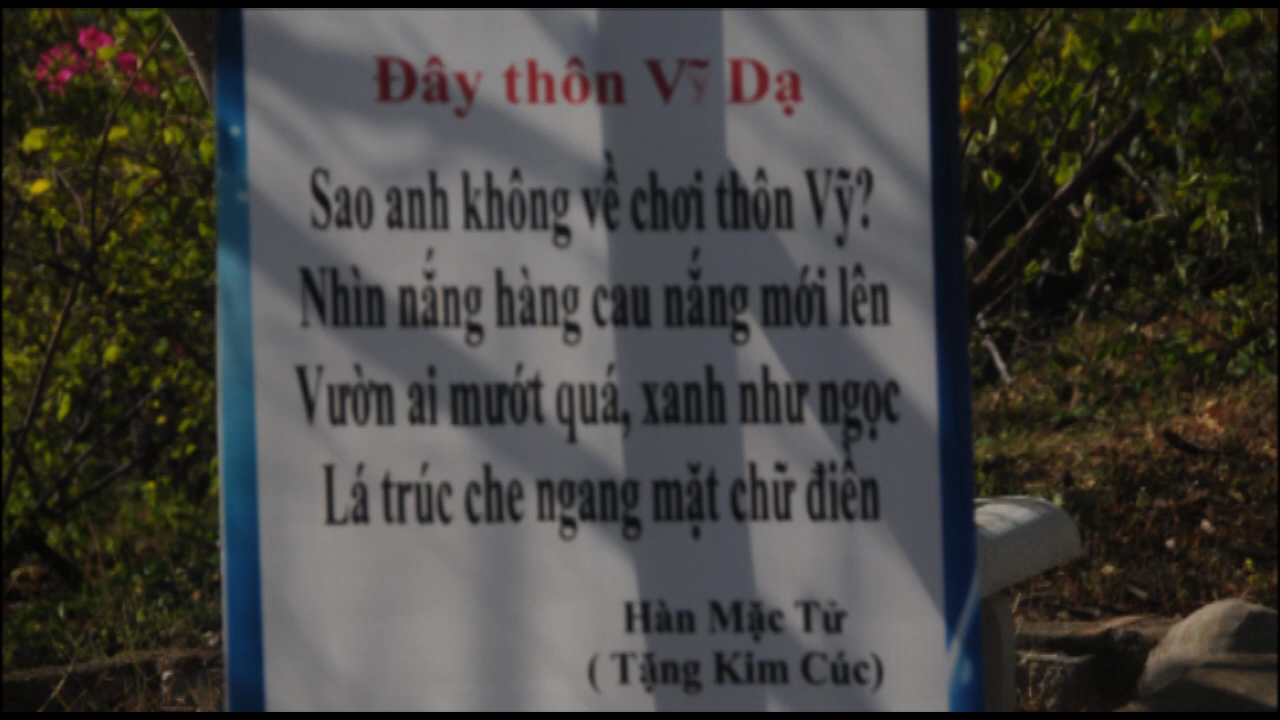 Đây thôn Vỹ Dạ
Sao anh không về chơi thôn Vỹ?
Nhìn nắng hàng cau nắng mới lên
Vườn ai mướt quá, xanh như ngọc
Lá trúc che ngang mặt chữ điền
Hàn Mặc Tử
( Tặng Kim Cúc)